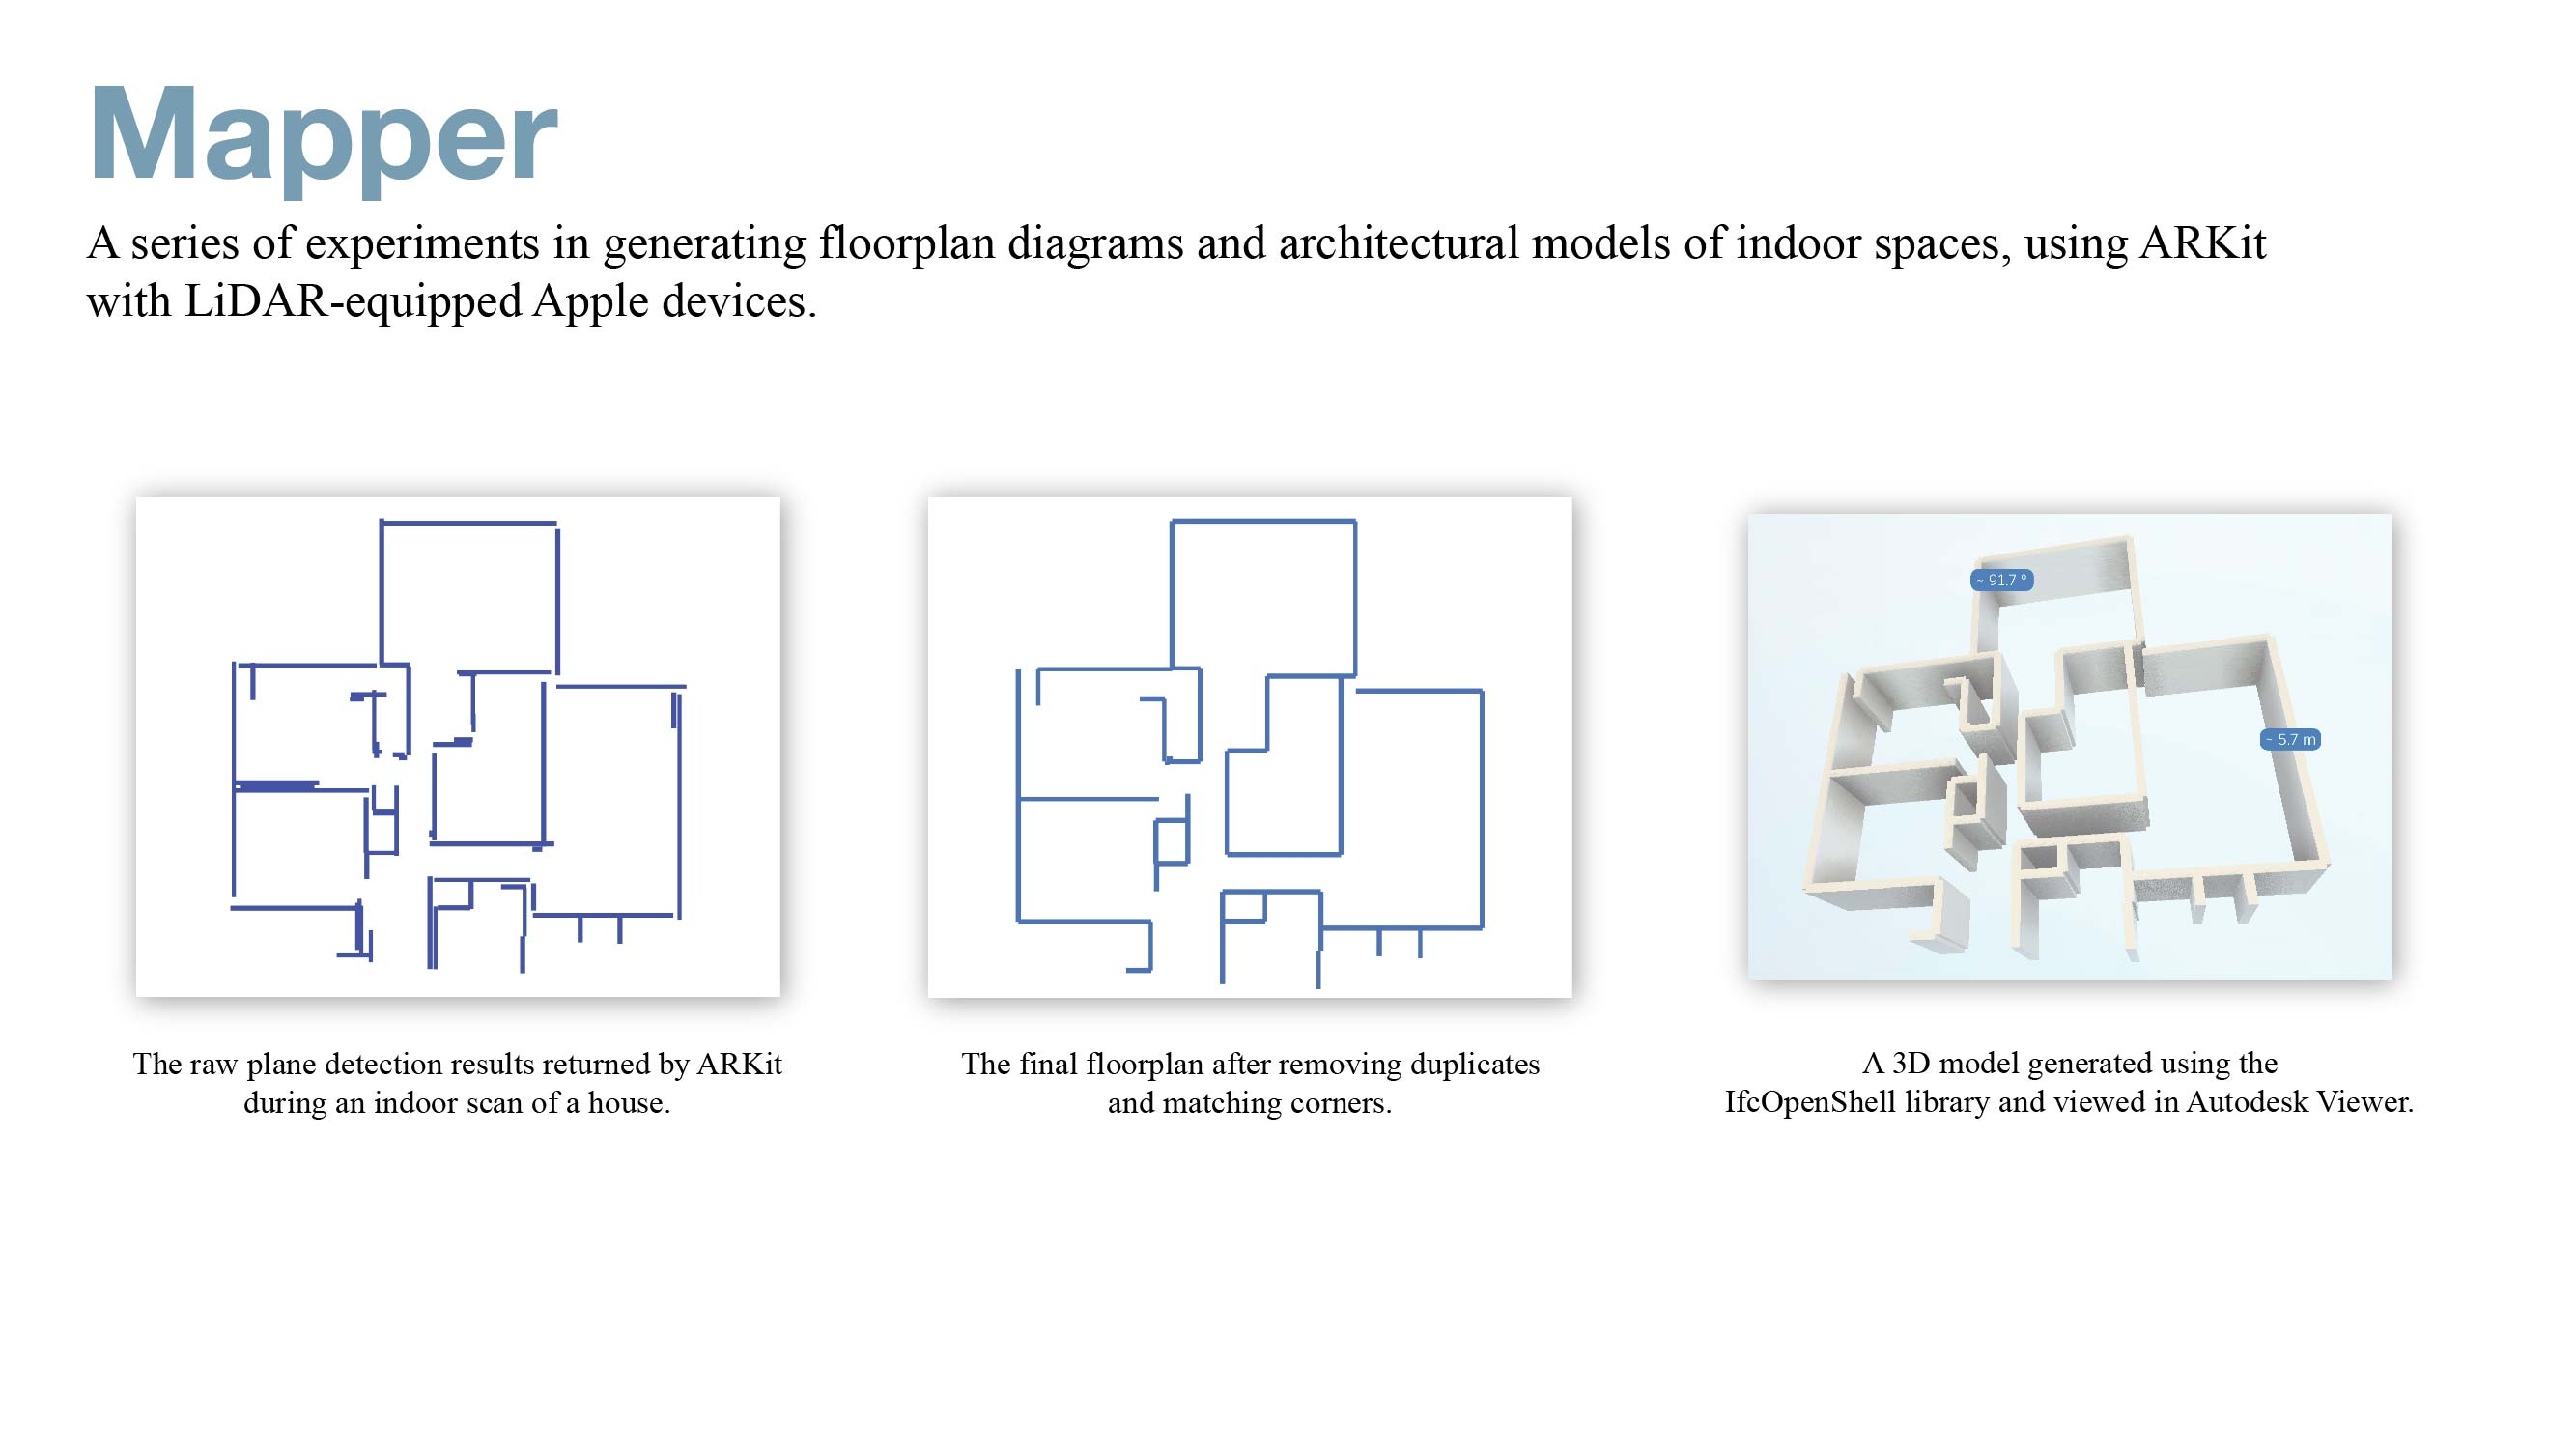 Mapper
A series of experiments in generating floorplan diagrams and architectural models of indoor spaces, using ARKit
with LiDAR-equipped Apple devices.
~ 91.7 °
~ 5.7 m
The raw plane detection results returned by ARKit
during an indoor scan of a house.
The final floorplan after removing duplicates
and matching corners.
A 3D model generated using the
IfcOpenShell library and viewed in Autodesk Viewer.